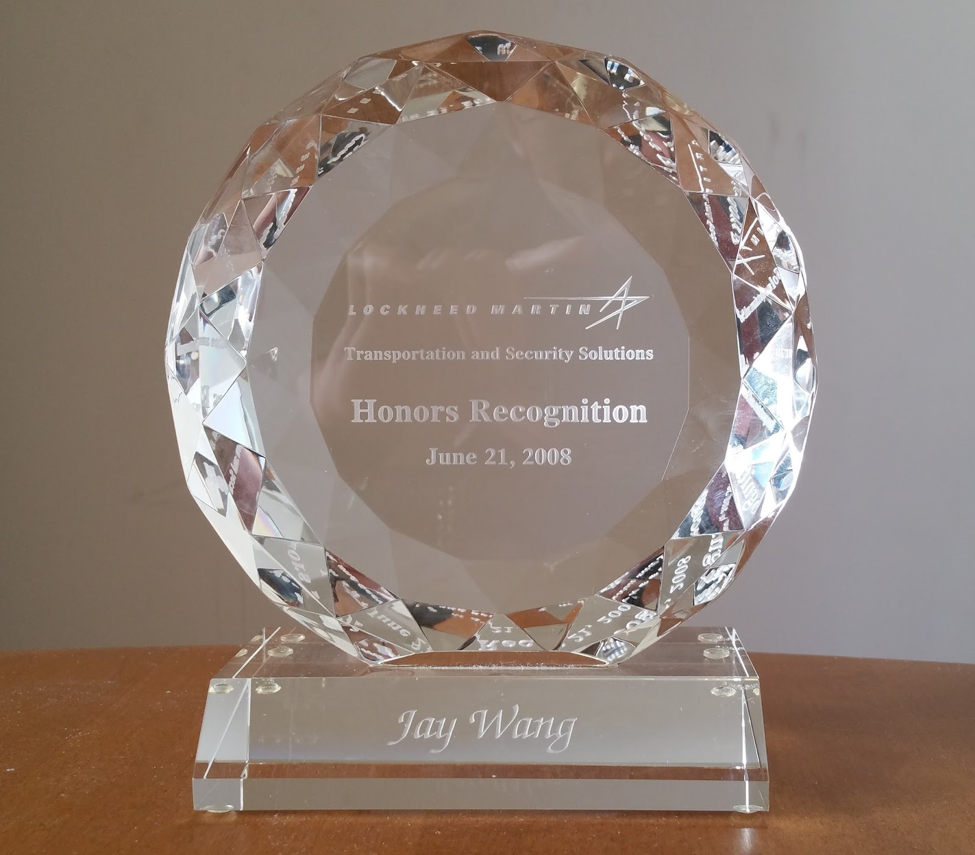 LOCKHEED MARTIN
Transportation and Security Solutions
Honors Recognition
June 21, 2008
Jay Wang